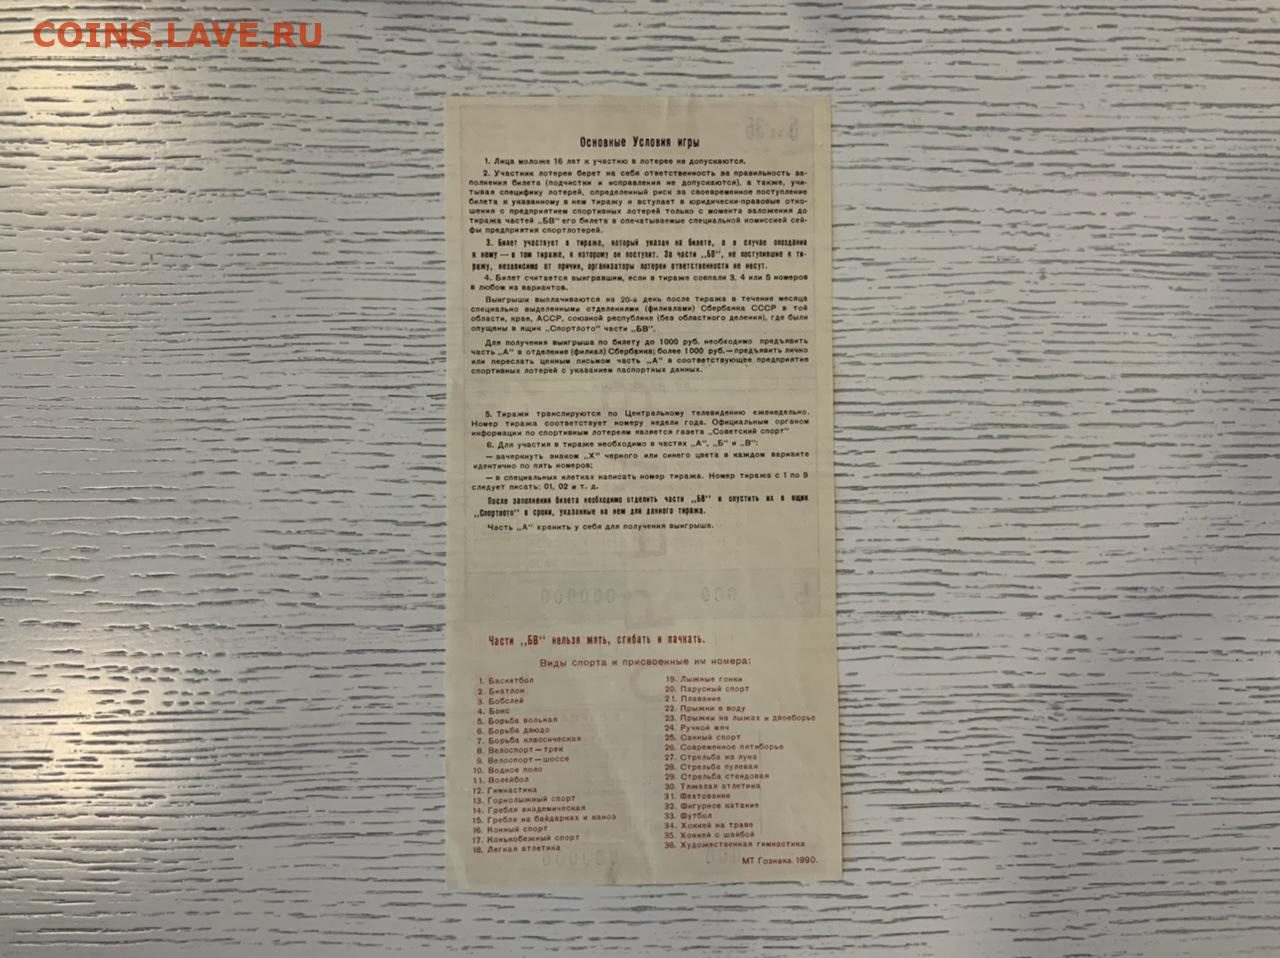 COINS.LAVE.RU
Основные Условия игры
1. Лица моложе 16 лет к участию в лотерее не допускаются.
2. Участник лотереи берет на себя ответственность за правильность за-
полнения билета (подчистки и исправления не допускаются), а также, учи-
тывая специфику лотерей, определенный риск за своевременное поступление
билета к указанному в нем тиражу и вступает в юридически-правовые отно-
шения с предприятием спортивных лотерей только с момента заложения до
тиража частей „БВ" его билета в опечатываемые специальной комиссией сей-
фы предприятия спортлотерей.
3. Билет участвует в тираже, который указан на билете, а в случае опоздания
к нему — в том тираже, к которому он поступит. За части „БВ", не поступившие к ти-
ражу, независимо от причин, организаторы лотереи ответственности не несут.
4. Билет считается выигравшим, если в тираже совпали 3, 4 или 5 номеров
в любом из вариантов.
Выигрыши выплачиваются на 20-й день после тиража в течение месяца
специально выделенными отделениями (филиалами) Сбербанка СССР в той
области, крае, АССР, союзной республике (без областного деления), где были
опущены в ящик „Спортлото" части „БВ".
Для получения выигрыша по билету до 1000 руб. необходимо предъявить
часть „А" в отделение (филиал) Сбербанка; более 1000 руб. — предъявить лично
или переслать ценным письмом часть „А" в соответствующее предприятие
спортивных лотерей с указанием паспортных данных.
5. Тиражи транслируются по Центральному телевидению еженедельно.
Номер тиража соответствует номеру недели года. Официальным органом
информации по спортивным лотереям является газета „Советский спорт"
6. Для участия в тираже необходимо в частях „А", „Б" и „В":
— зачеркнуть знаком „Х" черного или синего цвета в каждом варианте
идентично по пять номеров;
— в специальных клетках написать номер тиража. Номер тиража с 1 по 9
следует писать: 01, 02 и т. д.
После заполнения билета необходимо отделить части „БВ" и опустить их в ящик
„Спортлото" в сроки, указанные на нем для данного тиража.
Часть „А" хранить у себя для получения выигрыша.
Части „БВ" нельзя мять, сгибать и пачкать.
Виды спорта и присвоенные им номера:
1. Баскетбол
2. Биатлон
3. Бобслей
4. Бокс
5. Борьба вольная
6. Борьба дзюдо
7. Борьба классическая
8. Велоспорт — трек
9. Велоспорт — шоссе
10. Водное поло
11. Волейбол
12. Гимнастика
13. Горнолыжный спорт
14. Гребля академическая
15. Гребля на байдарках и каноэ
16. Конный спорт
17. Конькобежный спорт
18. Легкая атлетика
19. Лыжные гонки
20. Парусный спорт
21. Плавание
22. Прыжки в воду
23. Прыжки на лыжах и двоеборье
24. Ручной мяч
25. Санный спорт
26. Современное пятиборье
27. Стрельба из лука
28. Стрельба пулевая
29. Стрельба стендовая
30. Тяжелая атлетика
31. Фехтование
32. Фигурное катание
33. Футбол
34. Хоккей на траве
35. Хоккей с шайбой
36. Художественная гимнастика
МТ Гознака. 1990.